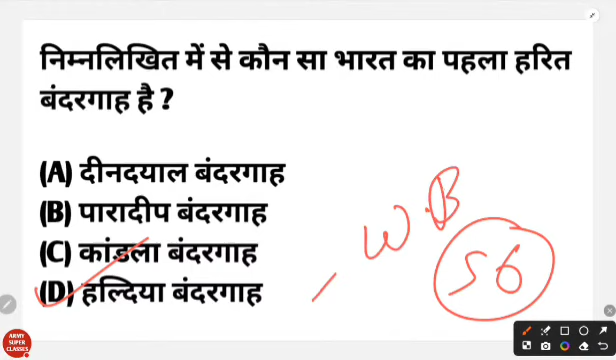 निम्नलिखित में से कौन सा भारत का पहला हरित
बंदरगाह है ?
(A) दीनदयाल बंदरगाह
(B) पारादीप बंदरगाह
(C) कांडला बंदरगाह
(D) हल्दिया बंदरगाह
W.B
56
ARMY
SUPER
CLASSES